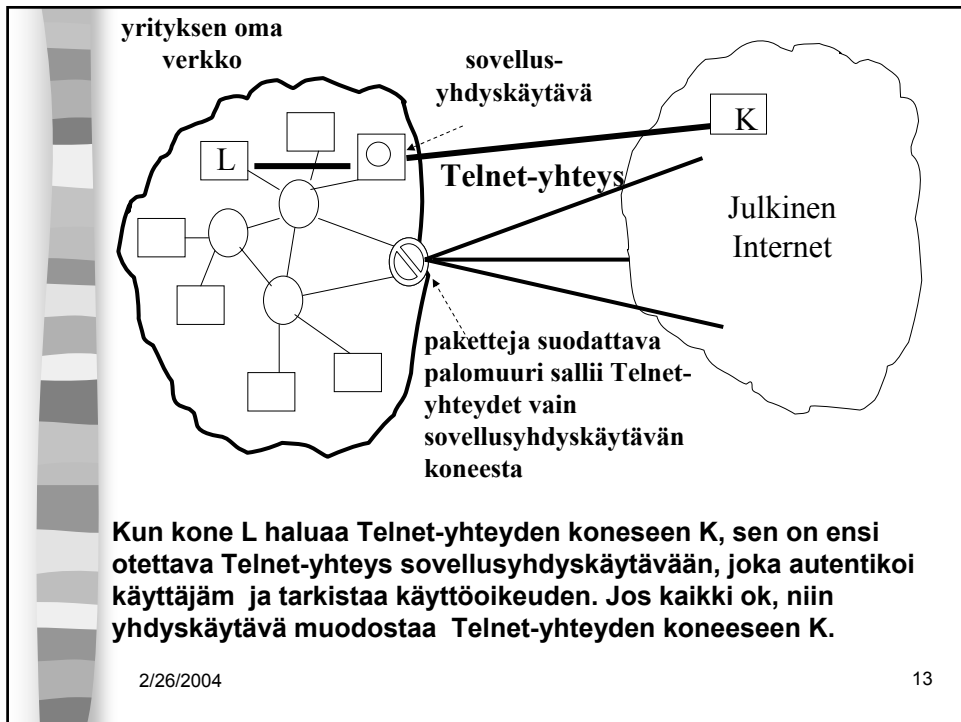 yrityksen oma
verkko
sovellus-
yhdyskäytävä
L
K
Telnet-yhteys
Julkinen
Internet
paketteja suodattava
palomuuri sallii Telnet-
yhteydet vain
sovellusyhdyskäytävän
koneesta
Kun kone L haluaa Telnet-yhteyden koneseen K, sen on ensi
otettava Telnet-yhteys sovellusyhdyskäytävään, joka autentikoi
käyttäjäm ja tarkistaa käyttöoikeuden. Jos kaikki ok, niin
yhdyskäytävä muodostaa Telnet-yhteyden koneeseen K.
2/26/2004
13